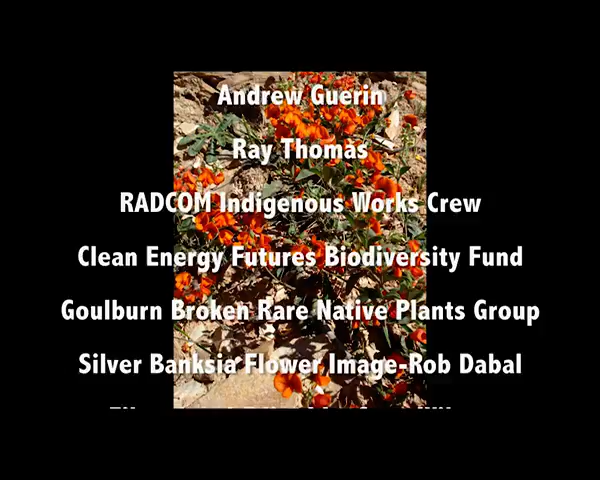 Andrew Guerin
Ray Thomas
RADCOM Indigenous Works Crew
Clean Energy Futures Biodiversity Fund
Goulburn Broken Rare Native Plants Group
Silver Banksia Flower Image-Rob Dabal